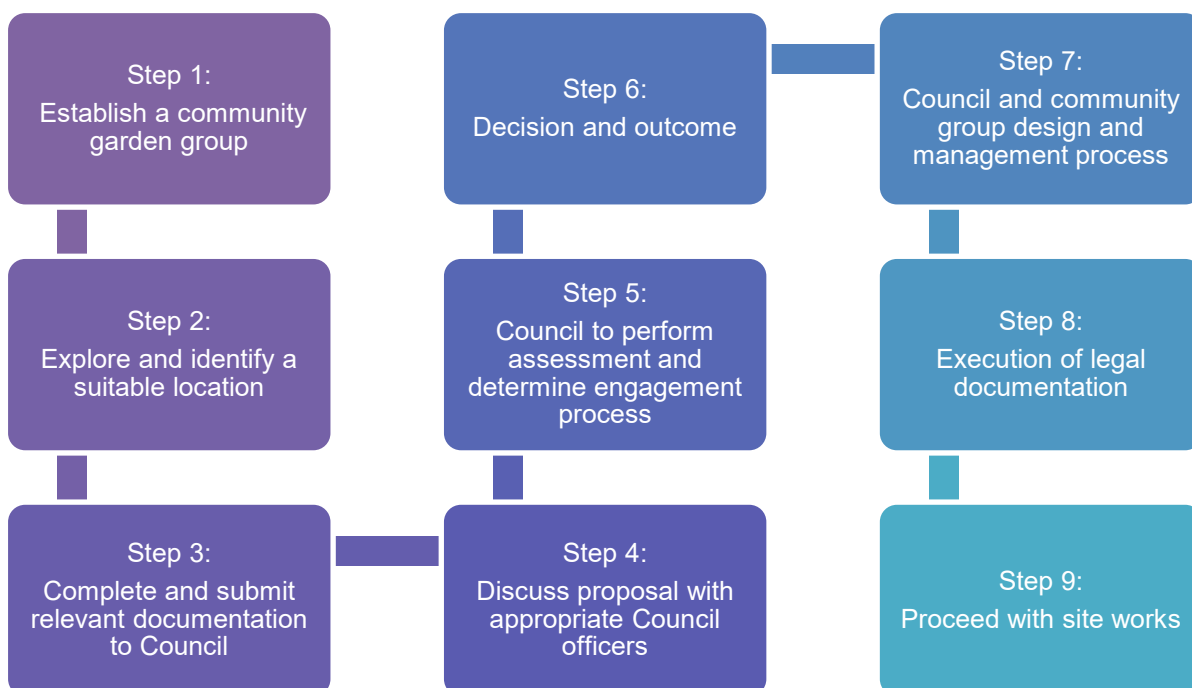 Step 1:
Establish a community
garden group
Step 2:
Explore and identify a
suitable location
Step 3:
Complete and submit
relevant documentation
to Council
Step 4:
Discuss proposal with
appropriate Council
officers
Step 5:
Council to perform
assessment and
determine engagement
process
Step 6:
Decision and outcome
Step 7:
Council and community
group design and
management process
Step 8:
Execution of legal
documentation
Step 9:
Proceed with site works